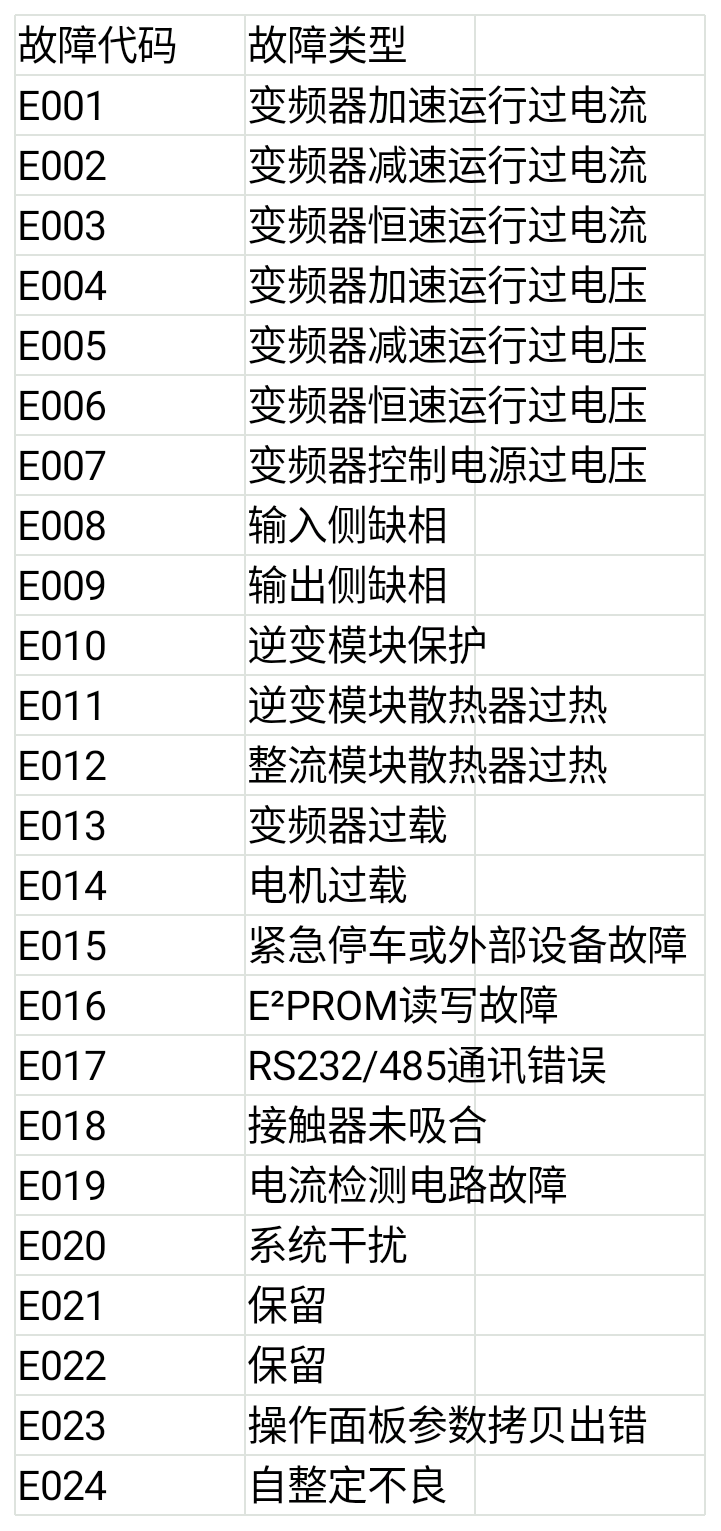 故障代码 故障类型
E001 变频器加速运行过电流
E002 变频器减速运行过电流
E003 变频器恒速运行过电流
E004 变频器加速运行过电压
E005 变频器减速运行过电压
E006 变频器恒速运行过电压
E007 变频器控制电源过电压
E008 输入侧缺相
E009 输出侧缺相
E010 逆变模块保护
E011 逆变模块散热器过热
E012 整流模块散热器过热
E013 变频器过载
E014 电机过载
E015 紧急停车或外部设备故障
E016 E²PROM读写故障
E017 RS232/485通讯错误
E018 接触器未吸合
E019 电流检测电路故障
E020 系统干扰
E021 保留
E022 保留
E023 操作面板参数拷贝出错
E024 自整定不良